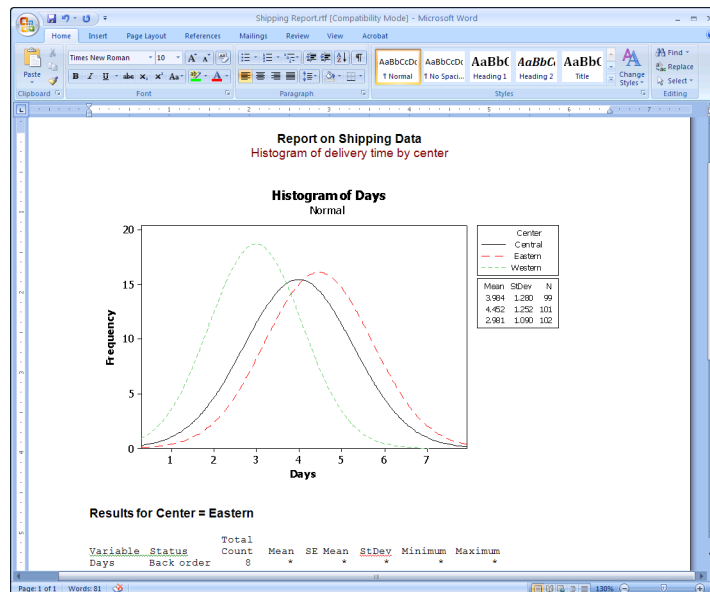 Shipping Report.rtf [Compatibility Mode] - Microsoft Word
Home Insert Page Layout References Mailings Review View Acrobat
Times New Roman 10
Paste
B I U abc x₂ x² Aa A
AaBbCcDc AaBbCcDc AaBbC AaBbCc AaBbC
¶ Normal ¶ No Spaci... Heading 1 Heading 2 Title
Change Styles
Find
Replace
Select
Clipboard Font Paragraph Styles Editing
Report on Shipping Data
Histogram of delivery time by center
Histogram of Days
Normal
20
15
10
5
0
Frequency
1 2 3 4 5 6 7
Days
Center
Central
Eastern
Western
Mean StDev N
3.984 1.280 99
4.452 1.252 101
2.981 1.090 102
Results for Center = Eastern
Total
Variable Status Count Mean SE Mean StDev Minimum Maximum
Days Back order 8 * * * * *
Page: 1 of 1 Words: 81 130%